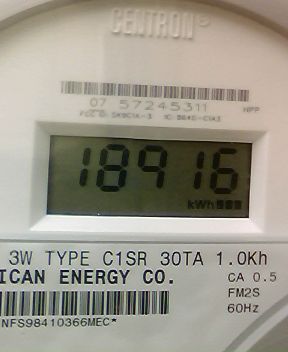 CENTRON®
07 57245311
HPP
18916
kWh
3W TYPE C1SR 30TA 1.0Kh
ICAN ENERGY CO.
CA 0.5
FM2S
60Hz
NFS98410366MEC*